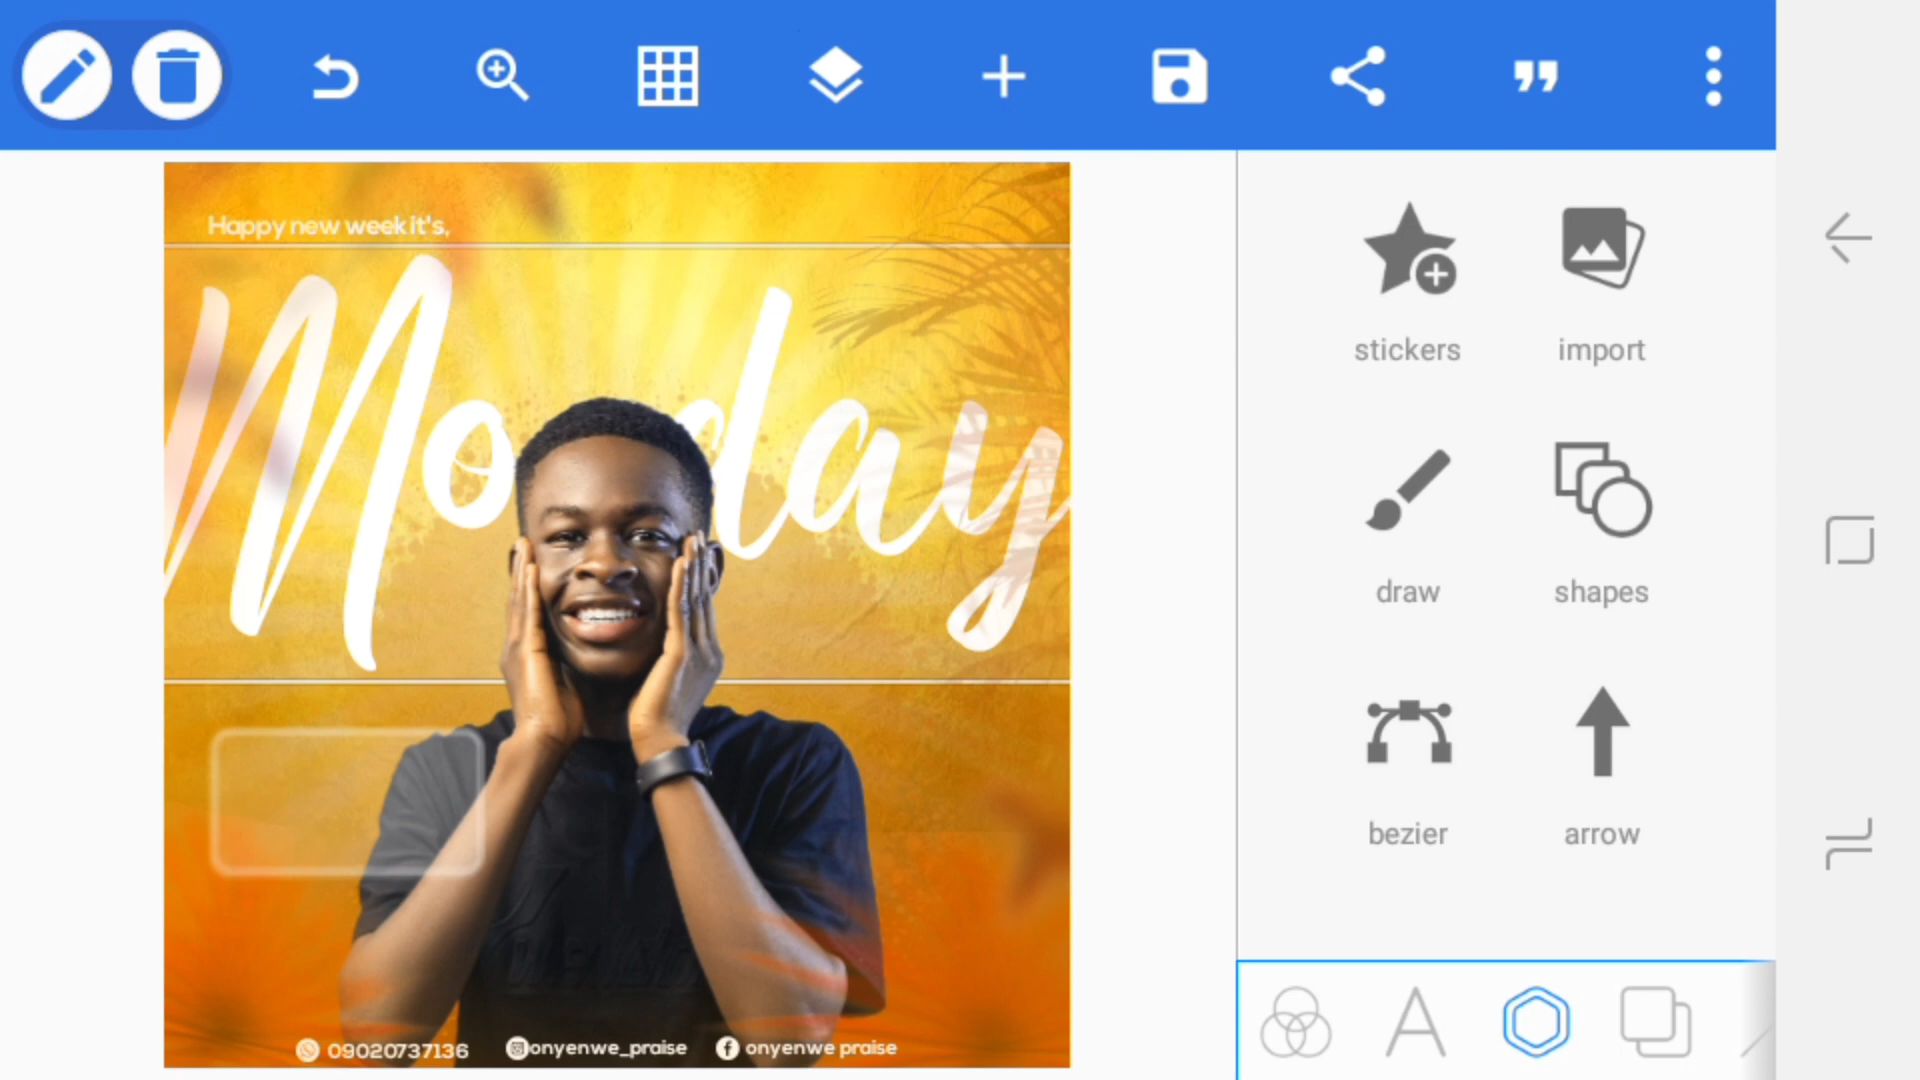 Happy new week it's,
Monday
09020737136
onyenwe_praise
onyenwe praise
stickers
import
draw
shapes
bezier
arrow